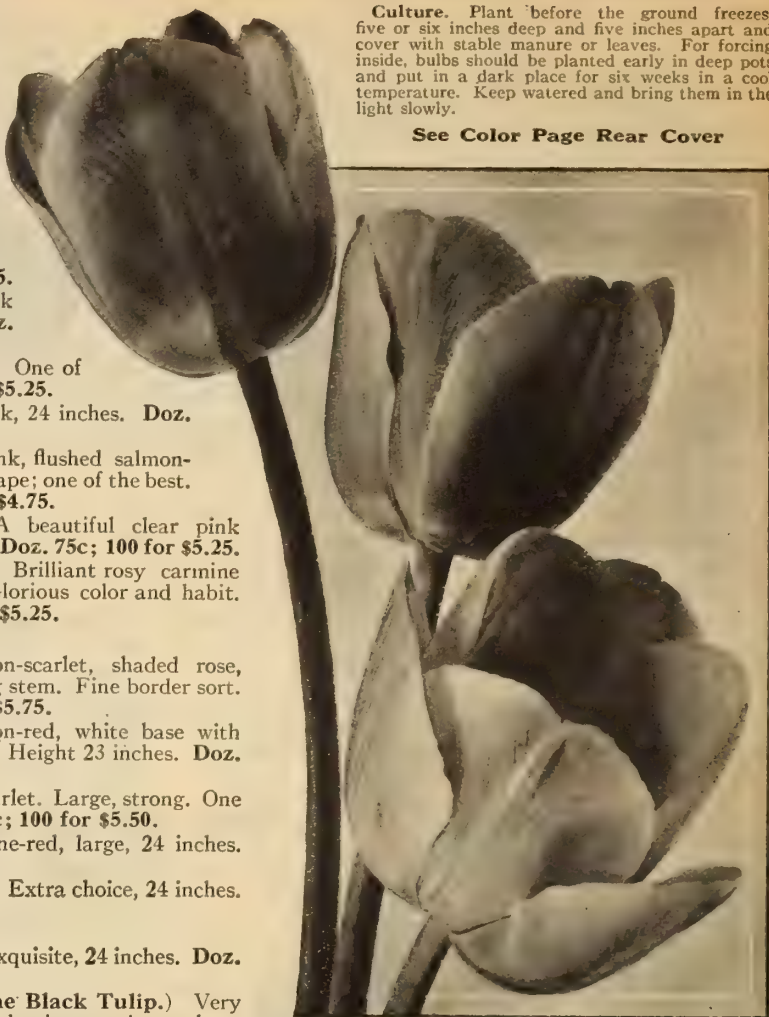 Culture. Plant before the ground freezes
five or six inches deep and five inches apart and
cover with stable manure or leaves. For forcing
inside, bulbs should be planted early in deep pots
and put in a dark place for six weeks in a cool
temperature. Keep watered and bring them in the
light slowly.
See Color Page Rear Cover
5.
k
z.
One of
$5.25.
k, 24 inches. Doz.
nk, flushed salmon-
ape; one of the best.
$4.75.
A beautiful clear pink
Doz. 75c; 100 for $5.25.
Brilliant rosy carmine
lorious color and habit.
$5.25.
on-scarlet, shaded rose,
stem. Fine border sort.
$5.75.
on-red, white base with
Height 23 inches. Doz.
rlet. Large, strong. One
c; 100 for $5.50.
ne-red, large, 24 inches.
Extra choice, 24 inches.
xquisite, 24 inches. Doz.
ne Black Tulip.) Very